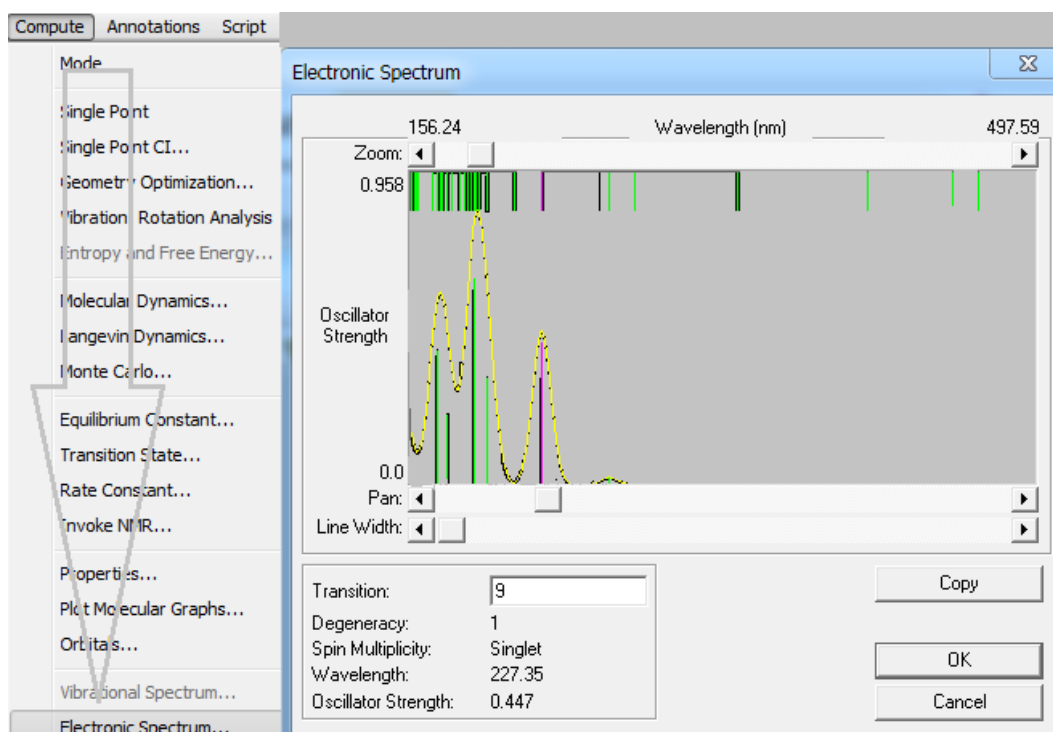 Compute Annotations Script
Mode
Single Point
Single Point CI...
Geometry Optimization...
Vibration Rotation Analysis
Entropy and Free Energy...
Molecular Dynamics...
Langevin Dynamics...
Monte Carlo...
Equilibrium Constant...
Transition State...
Rate Constant...
Invoke NMR...
Properties...
Plot Molecular Graphs...
Orbitals...
Vibrational Spectrum...
Electronic Spectrum...
Electronic Spectrum
156.24 Wavelength (nm) 497.59
Zoom:
0.958
Oscillator
Strength
0.0
Pan:
Line Width:
Transition: 9
Degeneracy: 1
Spin Multiplicity: Singlet
Wavelength: 227.35
Oscillator Strength: 0.447
Copy
OK
Cancel